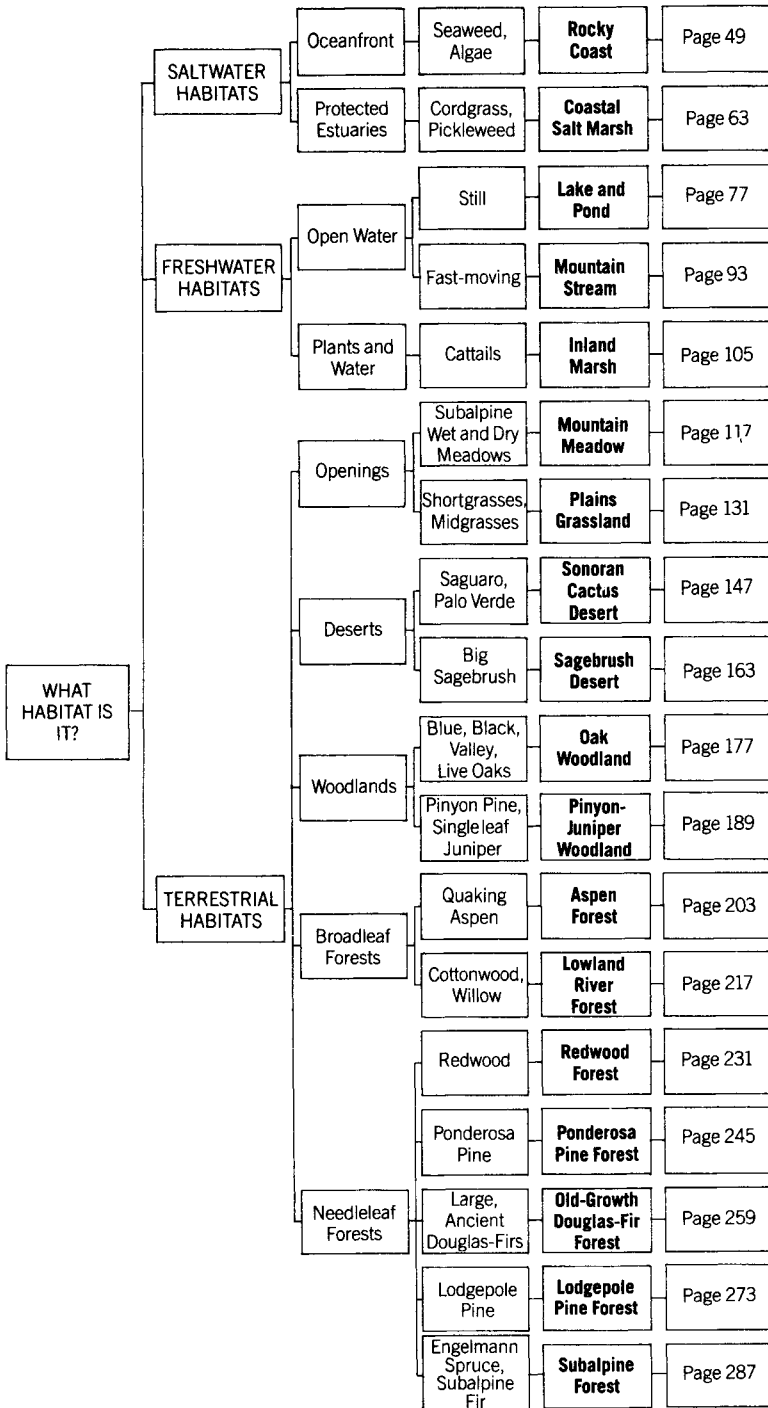 Oceanfront
Seaweed,
Algae
Rocky
Coast
Page 49
SALTWATER
HABITATS
Protected
Estuaries
Cordgrass,
Pickleweed
Coastal
Salt Marsh
Page 63
Still
Lake and
Pond
Page 77
Open Water
FRESHWATER
HABITATS
Fast-moving
Mountain
Stream
Page 93
Plants and
Water
Cattails
Inland
Marsh
Page 105
Subalpine
Wet and Dry
Meadows
Mountain
Meadow
Page 117
Openings
Shortgrasses,
Midgrasses
Plains
Grassland
Page 131
Saguaro,
Palo Verde
Sonoran
Cactus
Desert
Page 147
Deserts
Big
Sagebrush
Sagebrush
Desert
Page 163
WHAT
HABITAT IS
IT?
Blue, Black,
Valley,
Live Oaks
Oak
Woodland
Page 177
Woodlands
Pinyon Pine,
Singleleaf
Juniper
Pinyon-
Juniper
Woodland
Page 189
TERRESTRIAL
HABITATS
Quaking
Aspen
Aspen
Forest
Page 203
Broadleaf
Forests
Cottonwood,
Willow
Lowland
River
Forest
Page 217
Redwood
Redwood
Forest
Page 231
Ponderosa
Pine
Ponderosa
Pine Forest
Page 245
Needleleaf
Forests
Large,
Ancient
Douglas-Firs
Old-Growth
Douglas-Fir
Forest
Page 259
Lodgepole
Pine
Lodgepole
Pine Forest
Page 273
Engelmann
Spruce,
Subalpine
Fir
Subalpine
Forest
Page 287